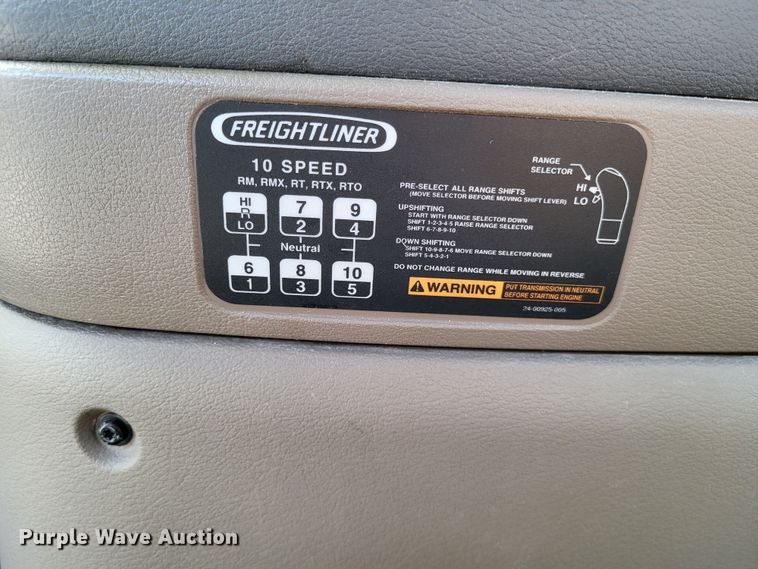 FREIGHTLINER
10 SPEED
RM, RMX, RT, RTX, RTO
HI
R
LO
7
2
9
4
Neutral
6
1
8
3
10
5
PRE-SELECT ALL RANGE SHIFTS
(MOVE SELECTOR BEFORE MOVING SHIFT LEVER)
UPSHIFTING
START WITH RANGE SELECTOR DOWN
SHIFT 1-2-3-4-5 RAISE RANGE SELECTOR
SHIFT 6-7-8-9-10
DOWN SHIFTING
SHIFT 10-9-8-7-6 MOVE RANGE SELECTOR DOWN
SHIFT 5-4-3-2-1
DO NOT CHANGE RANGE WHILE MOVING IN REVERSE
RANGE
SELECTOR
HI
LO
WARNING
PUT TRANSMISSION IN NEUTRAL
BEFORE STARTING ENGINE
24-00925-005
Purple Wave Auction